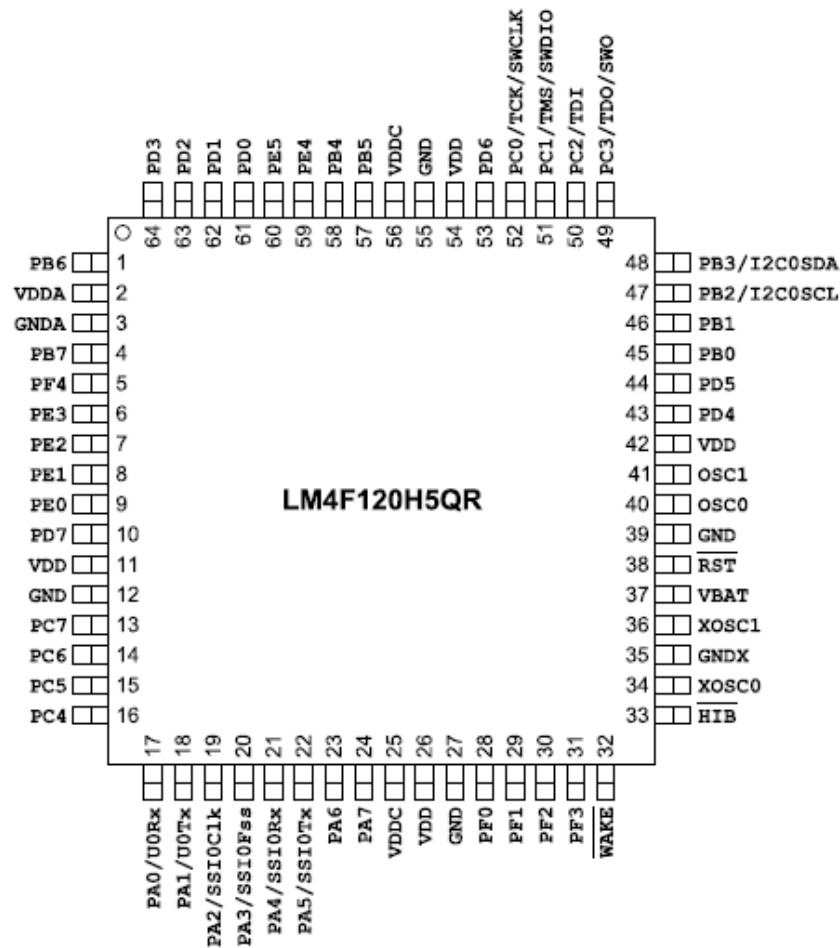 PD3
PD2
PD1
PD0
PE5
PE4
PB4
PB5
VDDC
GND
VDD
PD6
PC0/TCK/SWCLK
PC1/TMS/SWDIO
PC2/TDI
PC3/TDO/SWO
64 63 62 61 60 59 58 57 56 55 54 53 52 51 50 49
PB6 1 48 PB3/I2C0SDA
VDDA 2 47 PB2/I2C0SCL
GNDA 3 46 PB1
PB7 4 45 PB0
PF4 5 44 PD5
PE3 6 43 PD4
PE2 7 42 VDD
PE1 8 41 OSC1
LM4F120H5QR
PE0 9 40 OSC0
PD7 10 39 GND
VDD 11 38 RST
GND 12 37 VBAT
PC7 13 36 XOSC1
PC6 14 35 GNDX
PC5 15 34 XOSC0
PC4 16 33 HIB
17 18 19 20 21 22 23 24 25 26 27 28 29 30 31 32
PA0/U0Rx
PA1/U0Tx
PA2/SSI0Clk
PA3/SSI0Fss
PA4/SSI0Rx
PA5/SSI0Tx
PA6
PA7
VDDC
VDD
GND
PF0
PF1
PF2
PF3
WAKE